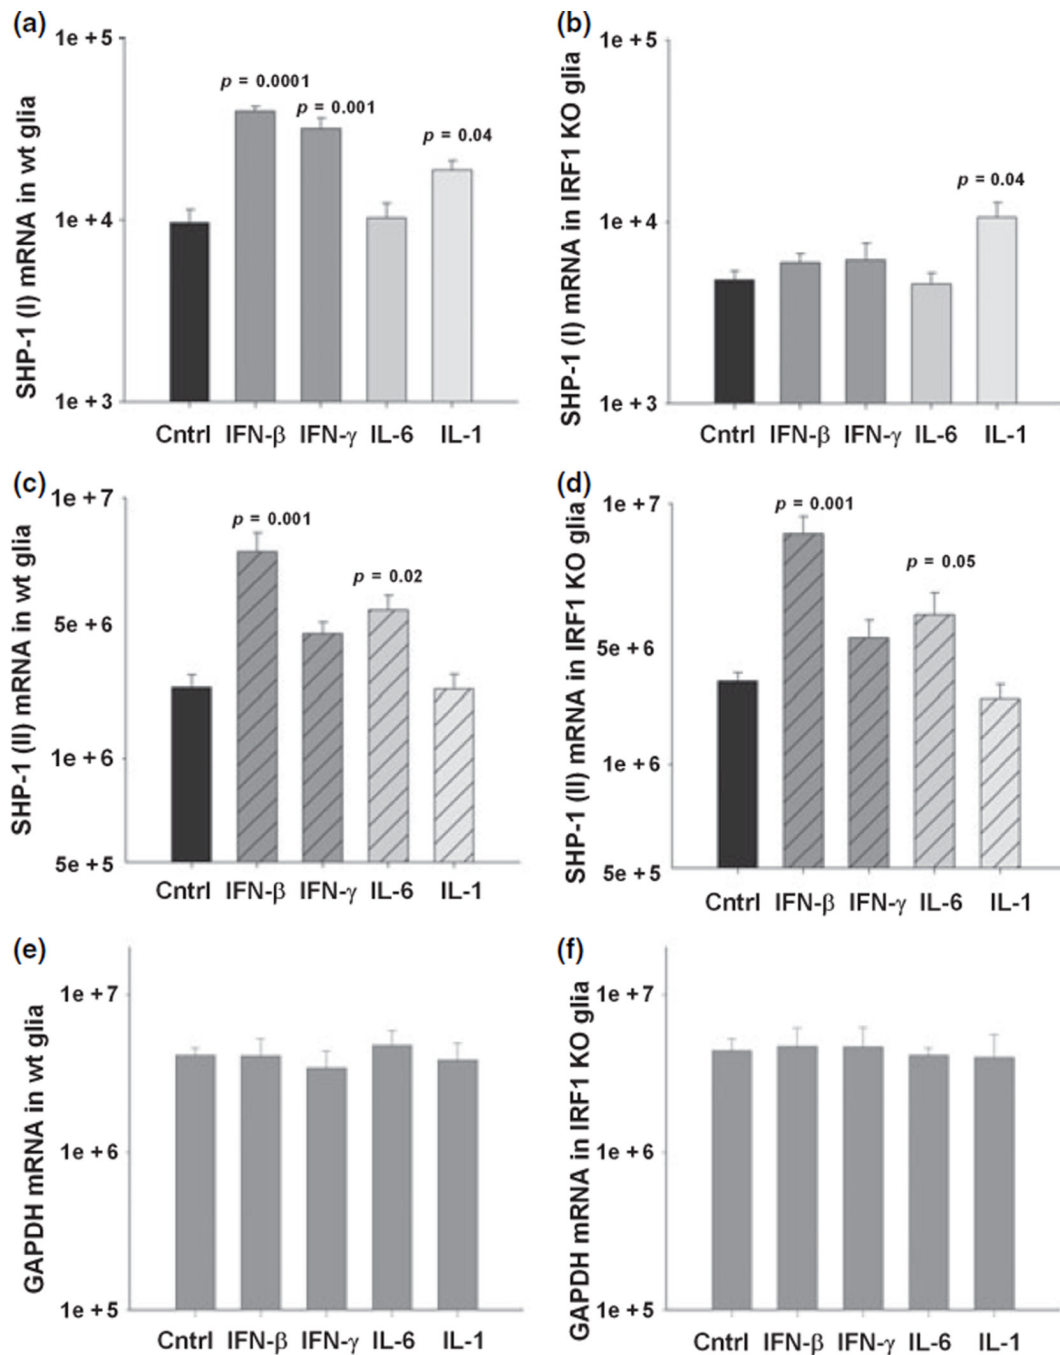 (a)
SHP-1 (I) mRNA in wt glia
1e + 5
1e + 4
1e + 3
p = 0.0001
p = 0.001
p = 0.04
Cntrl IFN-β IFN-γ IL-6 IL-1
(b)
SHP-1 (I) mRNA in IRF1 KO glia
1e + 5
1e + 4
1e + 3
p = 0.04
Cntrl IFN-β IFN-γ IL-6 IL-1
(c)
SHP-1 (II) mRNA in wt glia
1e + 7
5e + 6
1e + 6
5e + 5
p = 0.001
p = 0.02
Cntrl IFN-β IFN-γ IL-6 IL-1
(d)
SHP-1 (II) mRNA in IRF1 KO glia
1e + 7
5e + 6
1e + 6
5e + 5
p = 0.001
p = 0.05
Cntrl IFN-β IFN-γ IL-6 IL-1
(e)
GAPDH mRNA in wt glia
1e + 7
1e + 6
1e + 5
Cntrl IFN-β IFN-γ IL-6 IL-1
(f)
GAPDH mRNA in IRF1 KO glia
1e + 7
1e + 6
1e + 5
Cntrl IFN-β IFN-γ IL-6 IL-1